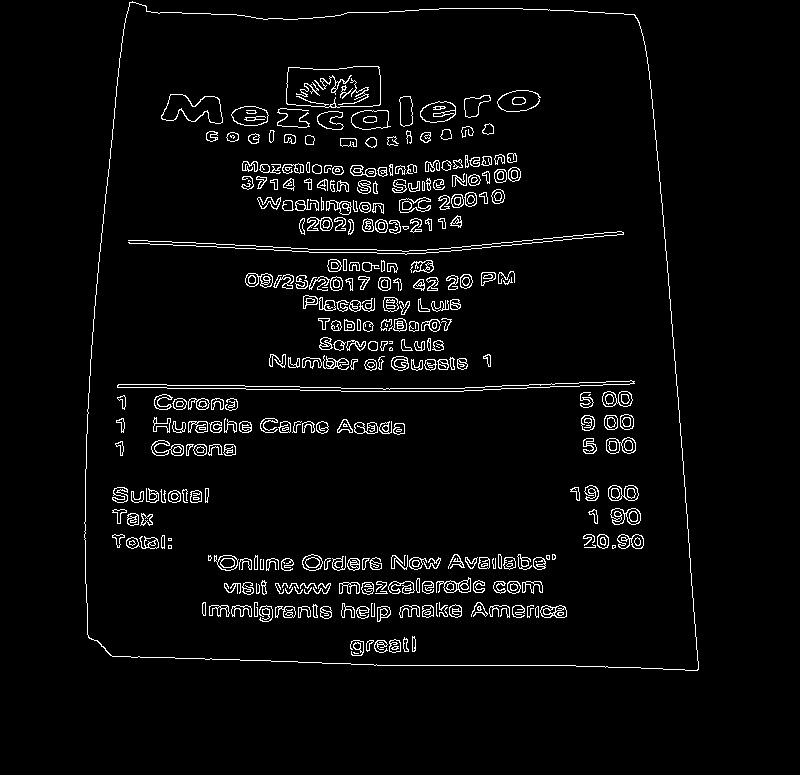 Mezcalero
cocina mexicana
Mezcalero Cocina Mexicana
3714 14th St Suite No100
Washington DC 20010
(202) 803-2114
Dine-In #6
09/25/2017 01 42 20 PM
Placed By Luis
Table #Bar07
Server: Luis
Number of Guests 1
1 Corona 5 00
1 Hurache Carne Asada 9 00
1 Corona 5 00
Subtotal 19 00
Tax 1 90
Total: 20.90
"Online Orders Now Availabe"
visit www mezcalerodc com
Immigrants help make America
great!